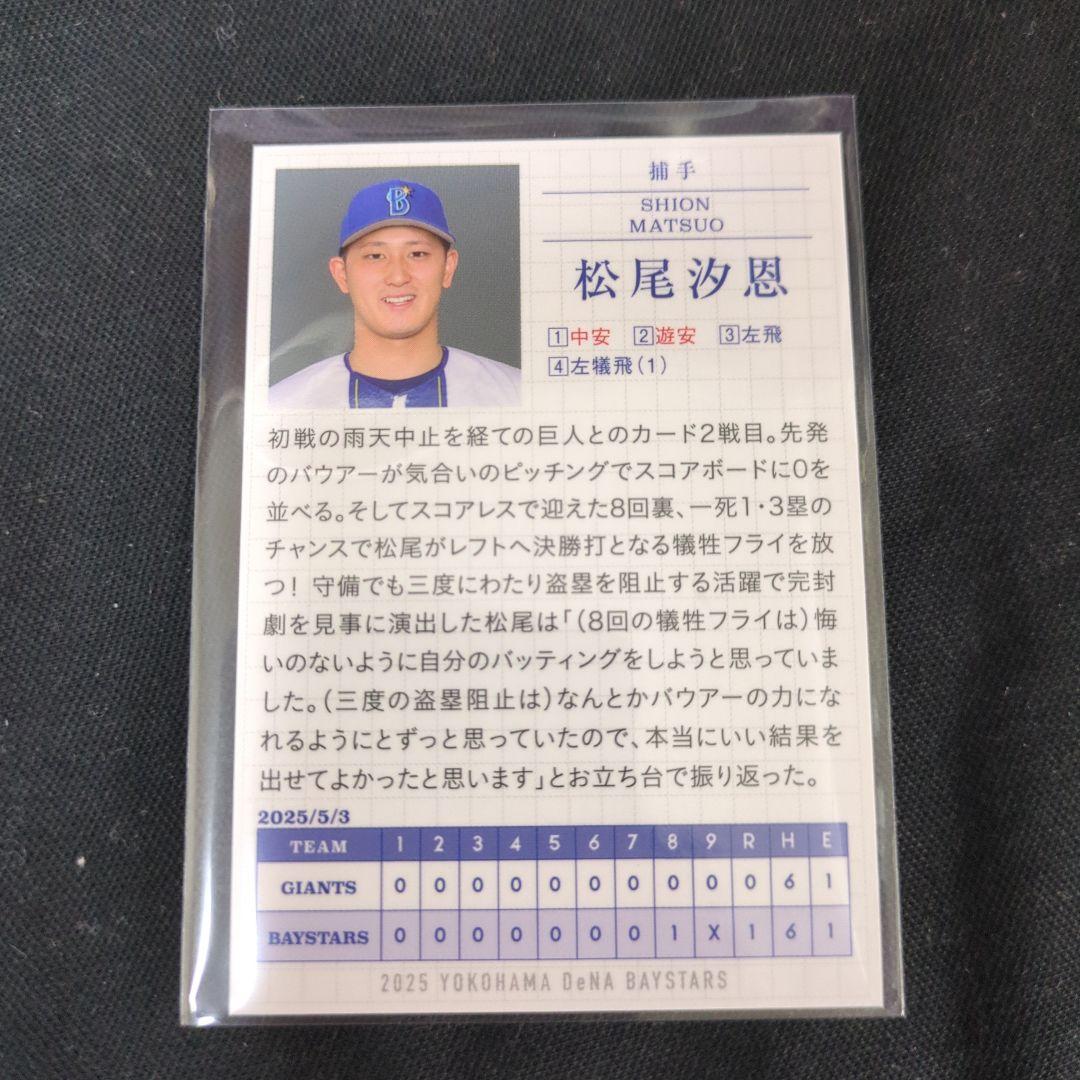 B
捕手
SHION
MATSUO
松尾汐恩
1中安 2遊安 3左飛
4左犠飛(1)
初戦の雨天中止を経ての巨人とのカード2戦目。先発
のバウアーが気合いのピッチングでスコアボードに0を
並べる。そしてスコアレスで迎えた8回裏、一死1・3塁の
チャンスで松尾がレフトへ決勝打となる犠牲フライを放
つ! 守備でも三度にわたり盗塁を阻止する活躍で完封
劇を見事に演出した松尾は「(8回の犠牲フライは)悔
いのないように自分のバッティングをしようと思っていま
した。(三度の盗塁阻止は)なんとかバウアーの力にな
れるようにとずっと思っていたので、本当にいい結果を
出せてよかったと思います」とお立ち台で振り返った。
2025/5/3
TEAM 1 2 3 4 5 6 7 8 9 R H E
GIANTS 0 0 0 0 0 0 0 0 0 0 6 1
BAYSTARS 0 0 0 0 0 0 0 1 X 1 6 1
2025 YOKOHAMA DeNA BAYSTARS